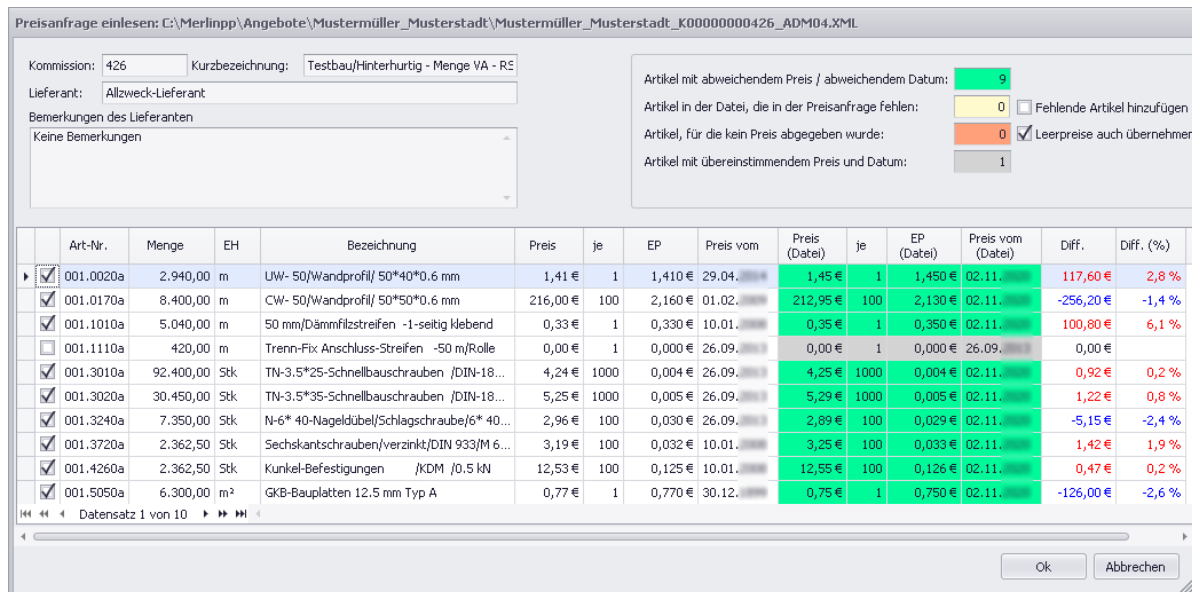 Preisanfrage einlesen: C:\Merlinpp\Angebote\Mustermüller_Musterstadt\Mustermüller_Musterstadt_K00000000426_ADM04.XML
Kommission: 426 Kurzbezeichnung: Testbau/Hinterhurtig - Menge VA - RS
Lieferant: Allzweck-Lieferant
Bemerkungen des Lieferanten
Keine Bemerkungen
Artikel mit abweichendem Preis / abweichendem Datum: 9
Artikel in der Datei, die in der Preisanfrage fehlen: 0 Fehlende Artikel hinzufügen
Artikel, für die kein Preis abgegeben wurde: 0 Leerpreise auch übernehmen
Artikel mit übereinstimmendem Preis und Datum: 1
Art-Nr. Menge EH Bezeichnung Preis je EP Preis vom Preis (Datei) je EP (Datei) Preis vom (Datei) Diff. Diff. (%)
001.0020a 2.940,00 m UW- 50/Wandprofil/ 50*40*0.6 mm 1,41 € 1 1,410 € 29.04. 1,45 € 1 1,450 € 02.11. 117,60 € 2,8 %
001.0170a 8.400,00 m CW- 50/Wandprofil/ 50*50*0.6 mm 216,00 € 100 2,160 € 01.02. 212,95 € 100 2,130 € 02.11. -256,20 € -1,4 %
001.1010a 5.040,00 m 50 mm/Dämmfilzstreifen -1-seitig klebend 0,33 € 1 0,330 € 10.01. 0,35 € 1 0,350 € 02.11. 100,80 € 6,1 %
001.1110a 420,00 m Trenn-Fix Anschluss-Streifen -50 m/Rolle 0,00 € 1 0,000 € 26.09. 0,00 € 1 0,000 € 26.09. 0,00 €
001.3010a 92.400,00 Stk TN-3.5*25-Schnellbauschrauben /DIN-18... 4,24 € 1000 0,004 € 26.09. 4,25 € 1000 0,004 € 02.11. 0,92 € 0,2 %
001.3020a 30.450,00 Stk TN-3.5*35-Schnellbauschrauben /DIN-18... 5,25 € 1000 0,005 € 26.09. 5,29 € 1000 0,005 € 02.11. 1,22 € 0,8 %
001.3240a 7.350,00 Stk N-6* 40-Nageldübel/Schlagschraube/6* 40... 2,96 € 100 0,030 € 26.09. 2,89 € 100 0,029 € 02.11. -5,15 € -2,4 %
001.3720a 2.362,50 Stk Sechskantschrauben/verzinkt/DIN 933/M 6... 3,19 € 100 0,032 € 10.01. 3,25 € 100 0,033 € 02.11. 1,42 € 1,9 %
001.4260a 2.362,50 Stk Kunkel-Befestigungen /KDM /0.5 kN 12,53 € 100 0,125 € 10.01. 12,55 € 100 0,126 € 02.11. 0,47 € 0,2 %
001.5050a 6.300,00 m² GKB-Bauplatten 12.5 mm Typ A 0,77 € 1 0,770 € 30.12. 0,75 € 1 0,750 € 02.11. -126,00 € -2,6 %
Datensatz 1 von 10
Ok Abbrechen